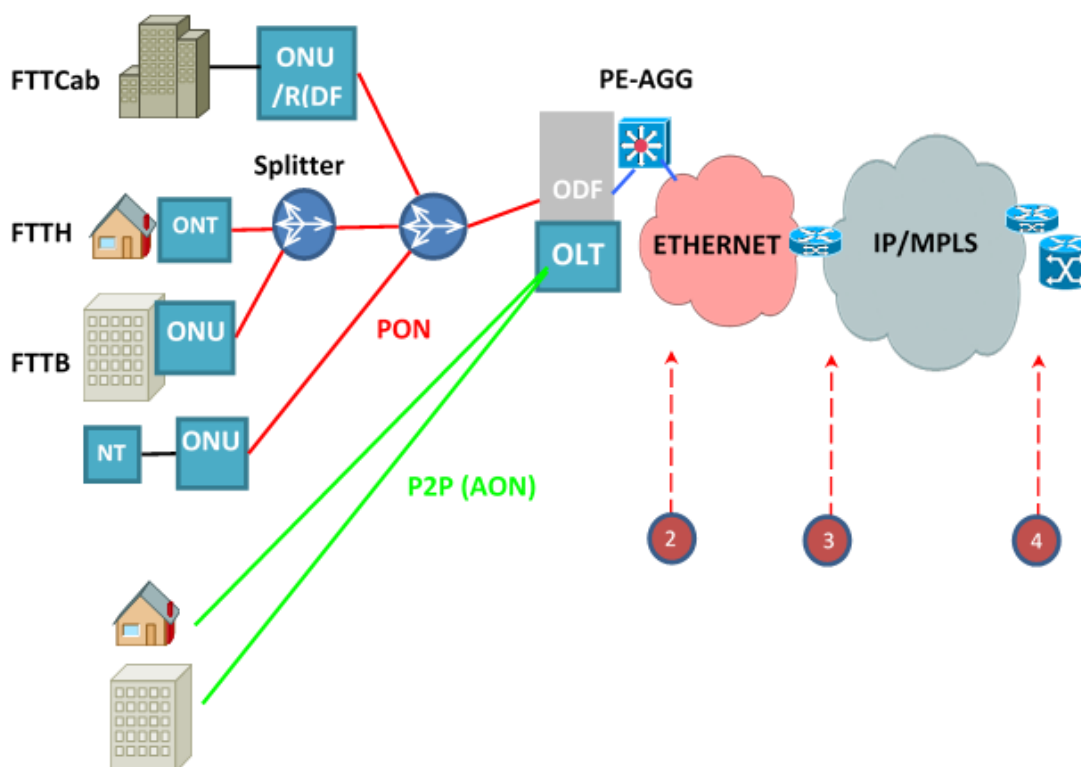 PE-AGG
FTTCab
ONU
/R(DF
Splitter
ODF
FTTH
ONT
OLT
ETHERNET
IP/MPLS
PON
ONU
FTTB
NT
ONU
P2P (AON)
2
3
4